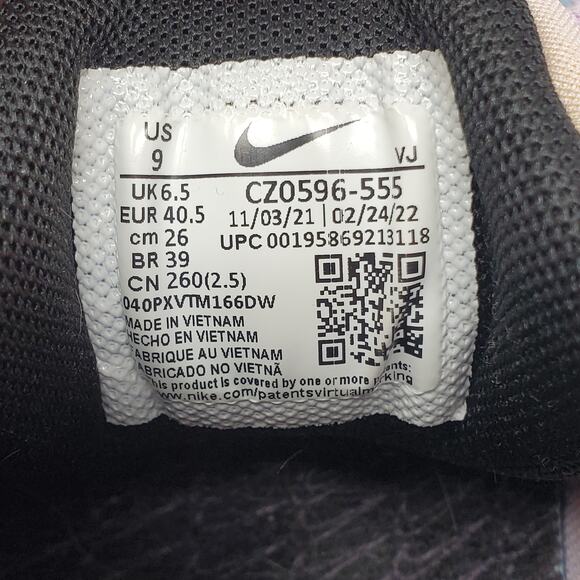 US
9
VJ
UK 6.5
CZ0596-555
EUR 40.5
11/03/21 | 02/24/22
cm 26
UPC 00195869213118
BR 39
CN 260(2.5)
040PXVTM166DW
MADE IN VIETNAM
HECHO EN VIETNAM
FABRIQUE AU VIETNAM
FABRICADO NO VIETNÃ
This product is covered by one or more patents:
www.nike.com/patentsvirtualmarking